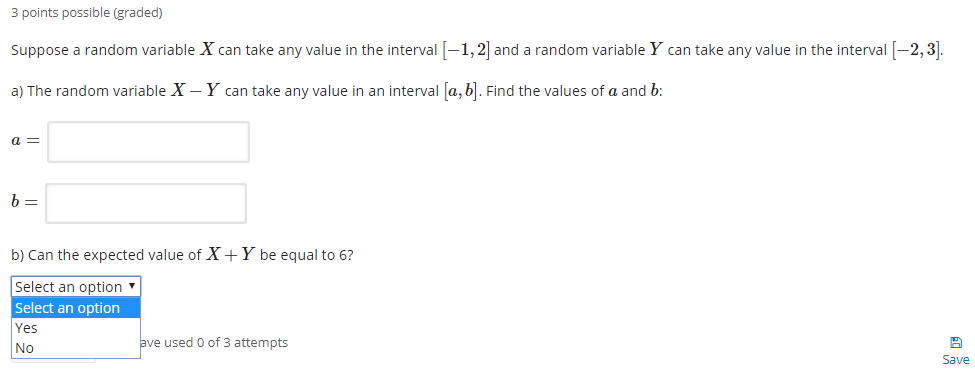 3 points possible (graded)
Suppose a random variable X can take any value in the interval [−1, 2] and a random variable Y can take any value in the interval [−2, 3].
a) The random variable X − Y can take any value in an interval [a, b]. Find the values of a and b:
a =
b =
b) Can the expected value of X + Y be equal to 6?
Select an option ▼
Select an option
Yes
No
used 0 of 3 attempts
Save